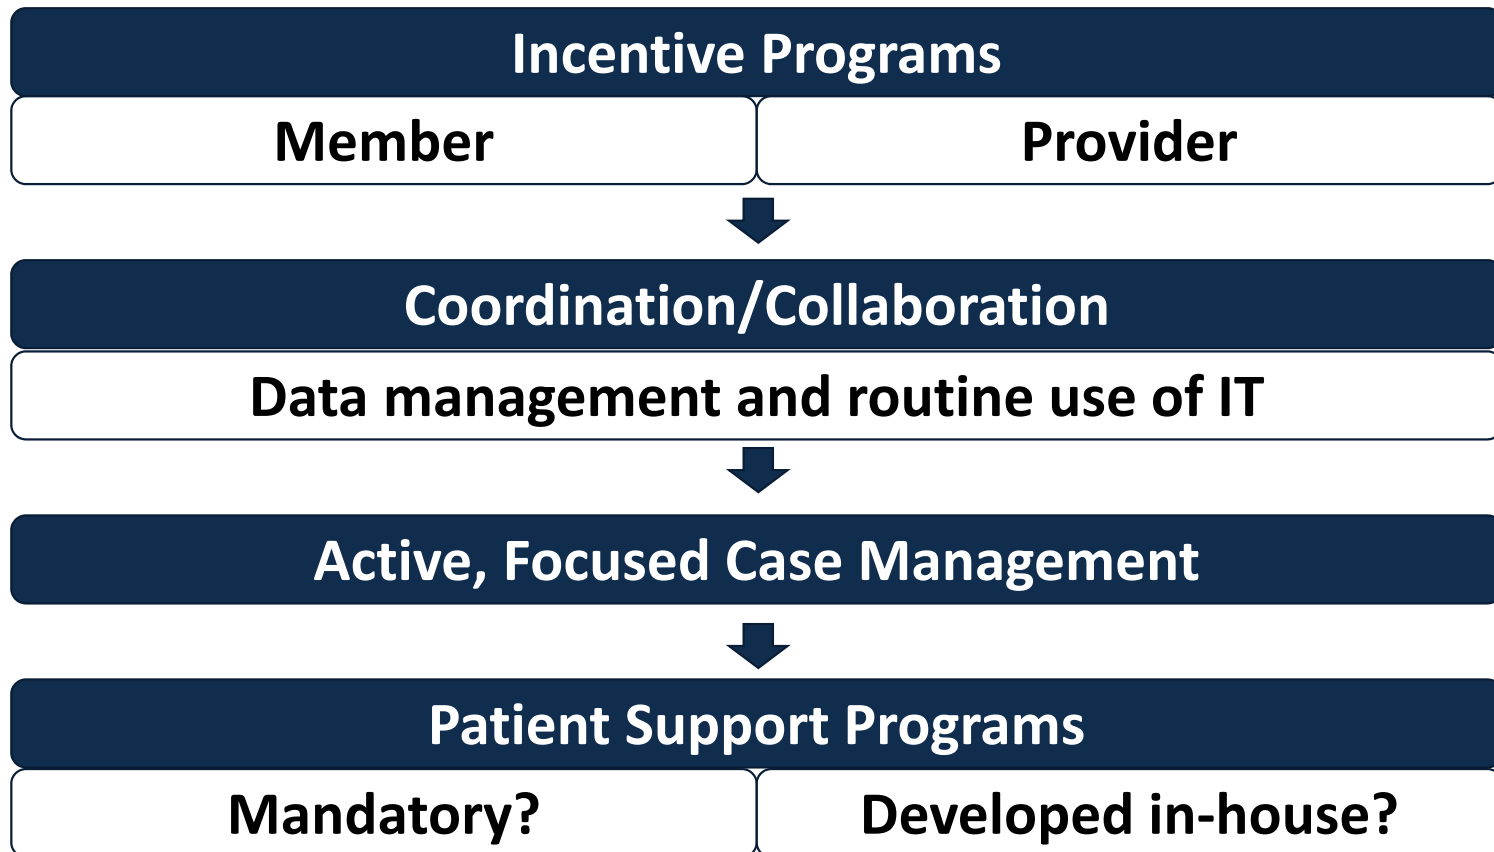 Incentive Programs
Member
Provider
Coordination/Collaboration
Data management and routine use of IT
Active, Focused Case Management
Patient Support Programs
Mandatory?
Developed in-house?